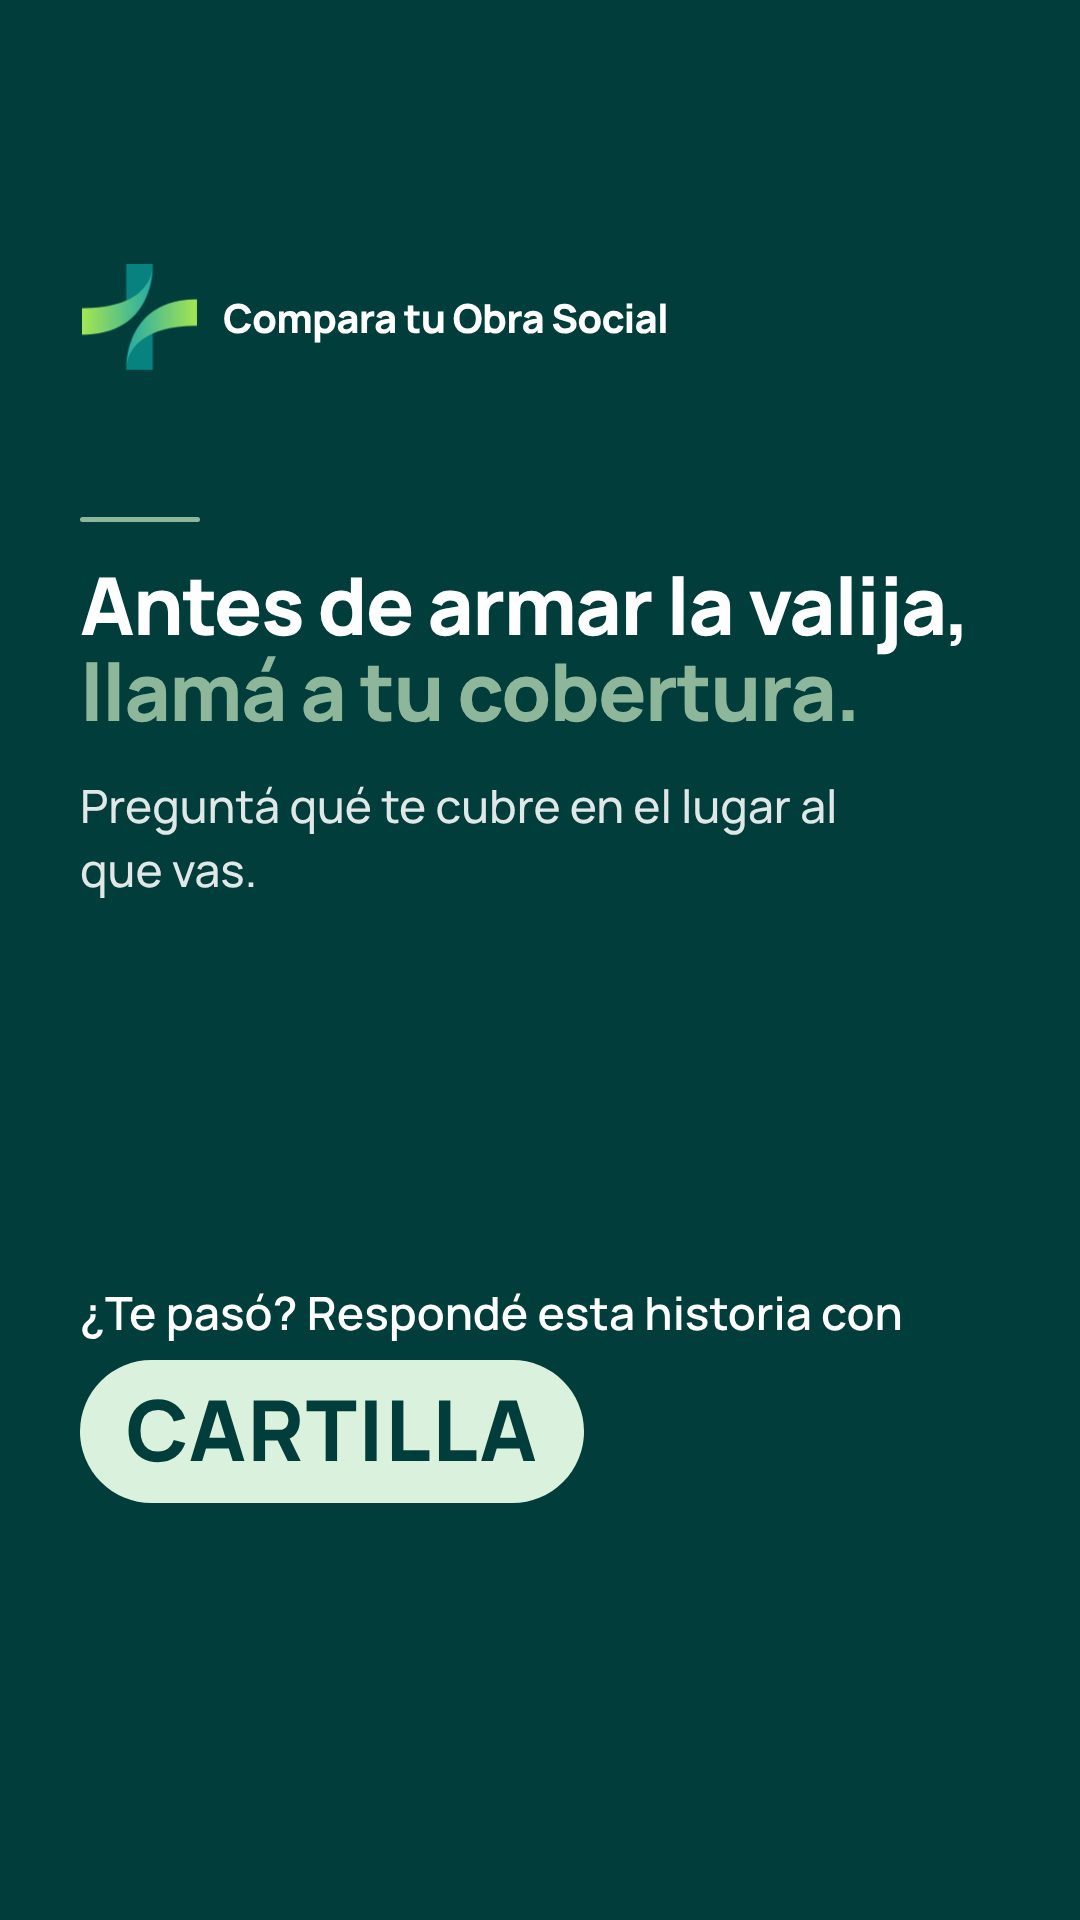 Compara tu Obra Social
Antes de armar la valija,
llamá a tu cobertura.
Preguntá qué te cubre en el lugar al
que vas.
¿Te pasó? Respondé esta historia con
CARTILLA